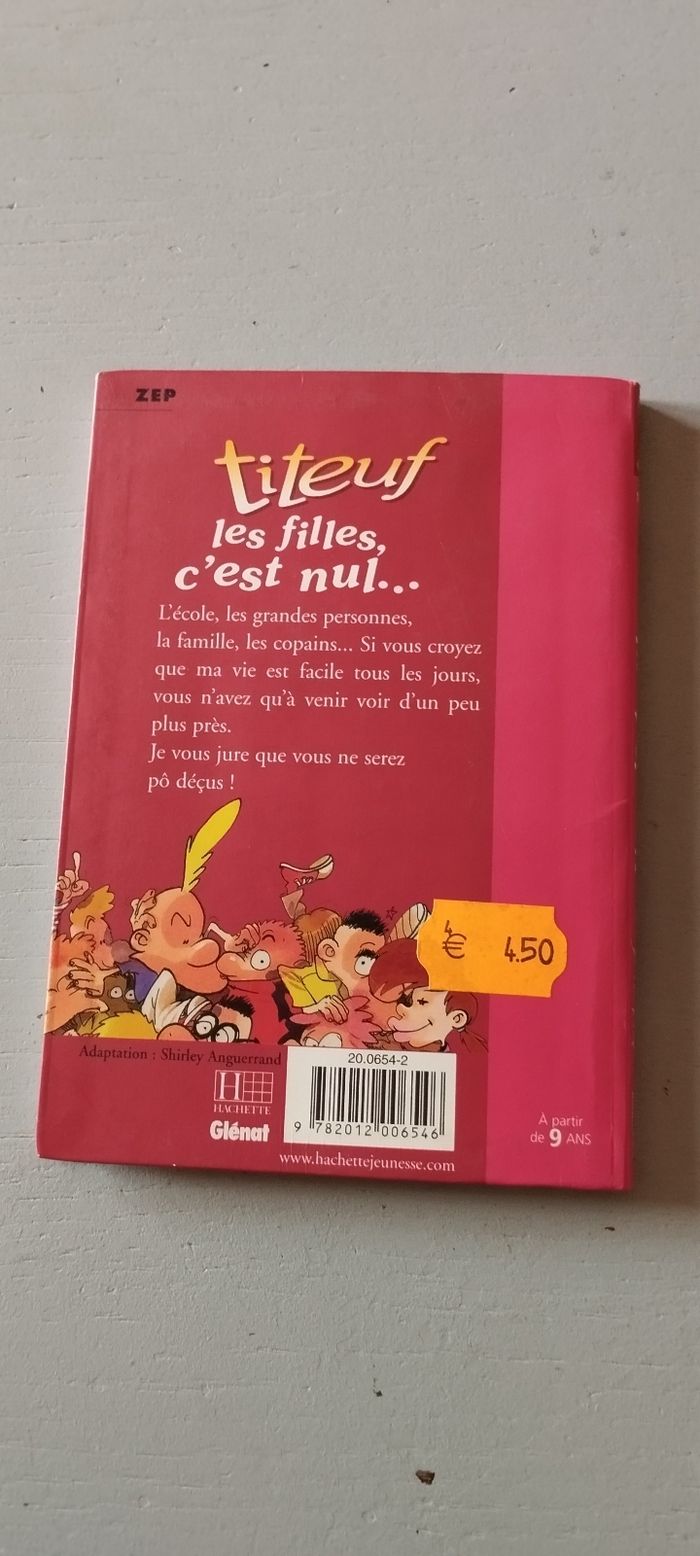 ZEP
titeuf
les filles,
c'est nul...
L'école, les grandes personnes,
la famille, les copains... Si vous croyez
que ma vie est facile tous les jours,
vous n'avez qu'à venir voir d'un peu
plus près.
Je vous jure que vous ne serez
pô déçus !
€ 4.50
Adaptation : Shirley Anguerrand
20.0654-2
H
HACHETTE
Glénat
9 782012 006546
www.hachettejeunesse.com
À partir
de 9 ANS